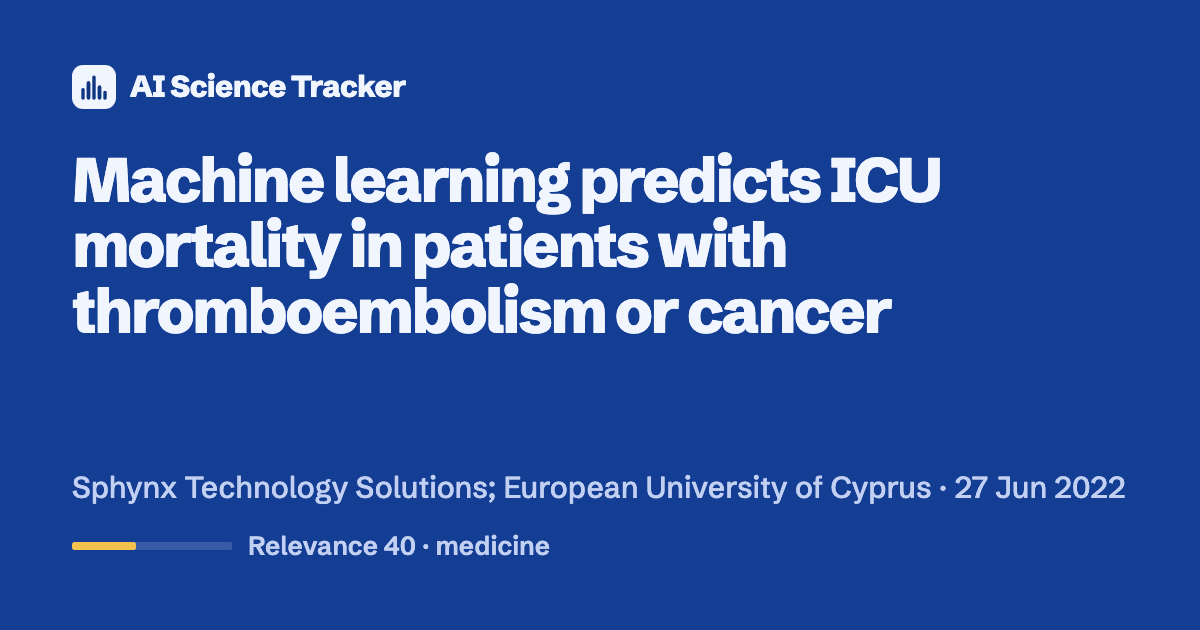 AI Science Tracker
Machine learning predicts ICU
mortality in patients with
thromboembolism or cancer
Sphynx Technology Solutions; European University of Cyprus · 27 Jun 2022
Relevance 40 · medicine